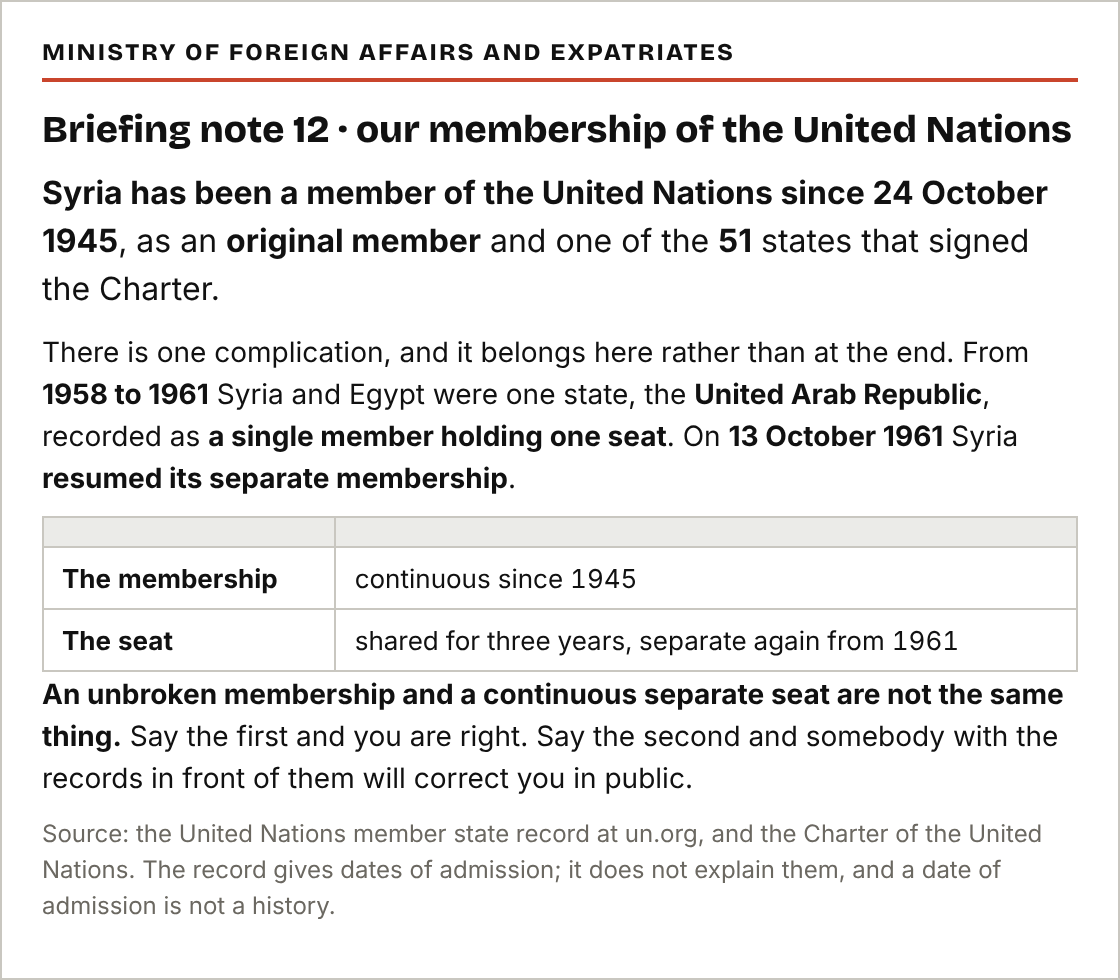 MINISTRY OF FOREIGN AFFAIRS AND EXPATRIATES
Briefing note 12 · our membership of the United Nations
Syria has been a member of the United Nations since 24 October
1945, as an original member and one of the 51 states that signed
the Charter.
There is one complication, and it belongs here rather than at the end. From
1958 to 1961 Syria and Egypt were one state, the United Arab Republic,
recorded as a single member holding one seat. On 13 October 1961 Syria
resumed its separate membership.
The membership continuous since 1945
The seat shared for three years, separate again from 1961
An unbroken membership and a continuous separate seat are not the same
thing. Say the first and you are right. Say the second and somebody with the
records in front of them will correct you in public.
Source: the United Nations member state record at un.org, and the Charter of the United
Nations. The record gives dates of admission; it does not explain them, and a date of
admission is not a history.